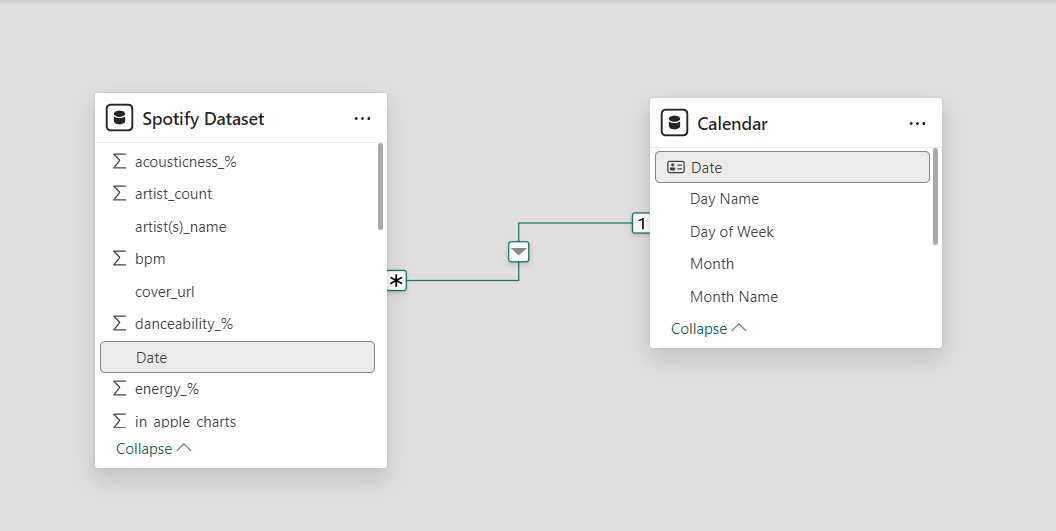 Spotify Dataset
acousticness_%
artist_count
artist(s)_name
bpm
cover_url
danceability_%
Date
energy_%
in_apple_charts
Collapse
*
1
Calendar
Date
Day Name
Day of Week
Month
Month Name
Collapse